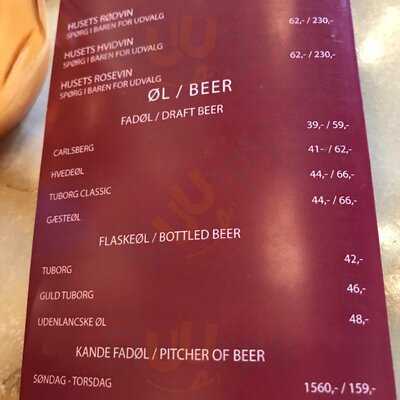 HUSETS RØDVIN
SPØRG I BAREN FOR UDVALG 62,- / 230,-
HUSETS HVIDVIN
SPØRG I BAREN FOR UDVALG 62,- / 230,-
HUSETS ROSEVIN
SPØRG I BAREN FOR UDVALG
ØL / BEER
FADØL / DRAFT BEER
CARLSBERG 39,- / 59,-
HVEDEØL 41,- / 62,-
TUBORG CLASSIC 44,- / 66,-
GÆSTEØL 44,- / 66,-
FLASKEØL / BOTTLED BEER
TUBORG 42,-
GULD TUBORG 46,-
UDENLANCSKE ØL 48,-
KANDE FADØL / PITCHER OF BEER
SØNDAG - TORSDAG 1560,- / 159,-